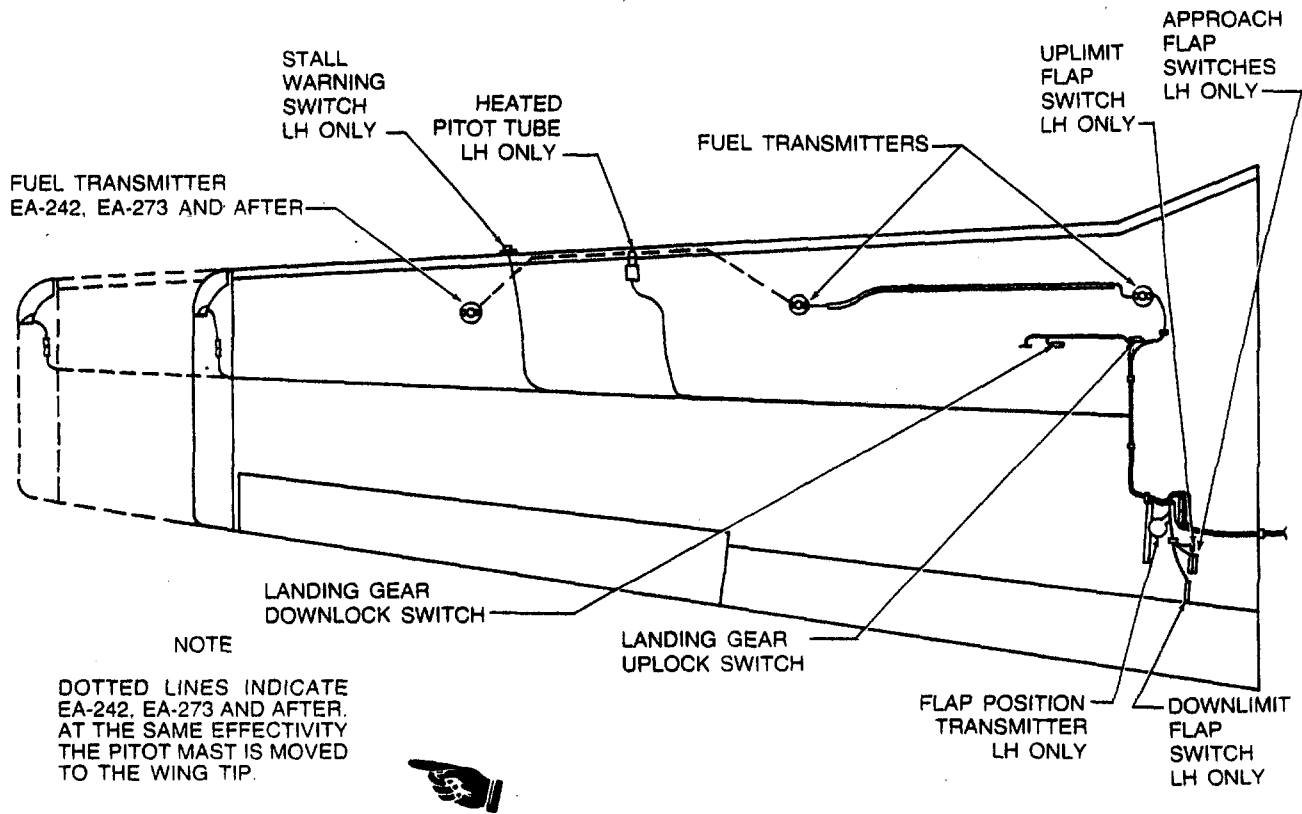 APPROACH
FLAP
SWITCHES
LH ONLY
UPLIMIT
FLAP
SWITCH
LH ONLY
STALL
WARNING
SWITCH
LH ONLY
HEATED
PITOT TUBE
LH ONLY
FUEL TRANSMITTERS
FUEL TRANSMITTER
EA-242, EA-273 AND AFTER
LANDING GEAR
DOWNLOCK SWITCH
LANDING GEAR
UPLOCK SWITCH
FLAP POSITION
TRANSMITTER
LH ONLY
DOWNLIMIT
FLAP
SWITCH
LH ONLY
NOTE
DOTTED LINES INDICATE
EA-242, EA-273 AND AFTER.
AT THE SAME EFFECTIVITY
THE PITOT MAST IS MOVED
TO THE WING TIP.